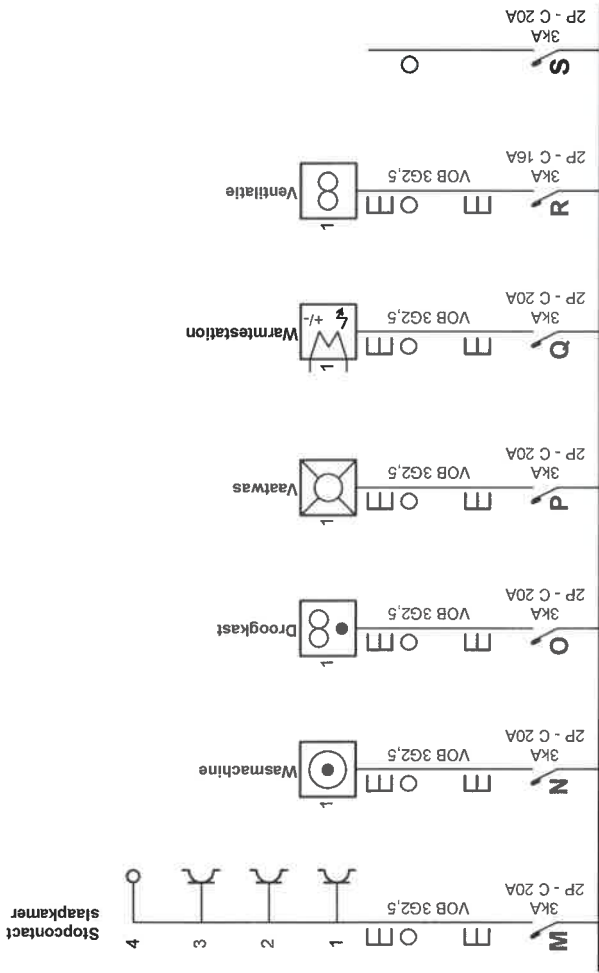 M
3kA
2P - C 20A
VOB 3G2,5
1
2
3
4
Stopcontact
slaapkamer
N
3kA
2P - C 20A
VOB 3G2,5
1
Wasmachine
O
3kA
2P - C 20A
VOB 3G2,5
1
Droogkast
P
3kA
2P - C 20A
VOB 3G2,5
1
Vaatwas
Q
3kA
2P - C 20A
VOB 3G2,5
1
+/-
Warmtestation
R
3kA
2P - C 16A
VOB 3G2,5
1
Ventilatie
S
3kA
2P - C 20A